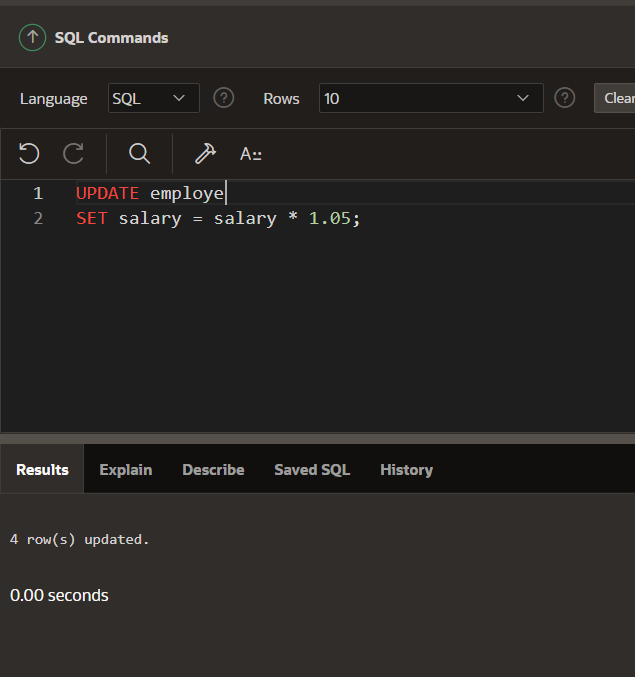 SQL Commands
Language SQL ? Rows 10 ? Clear
A::
1 UPDATE employe
2 SET salary = salary * 1.05;
Results Explain Describe Saved SQL History
4 row(s) updated.
0.00 seconds